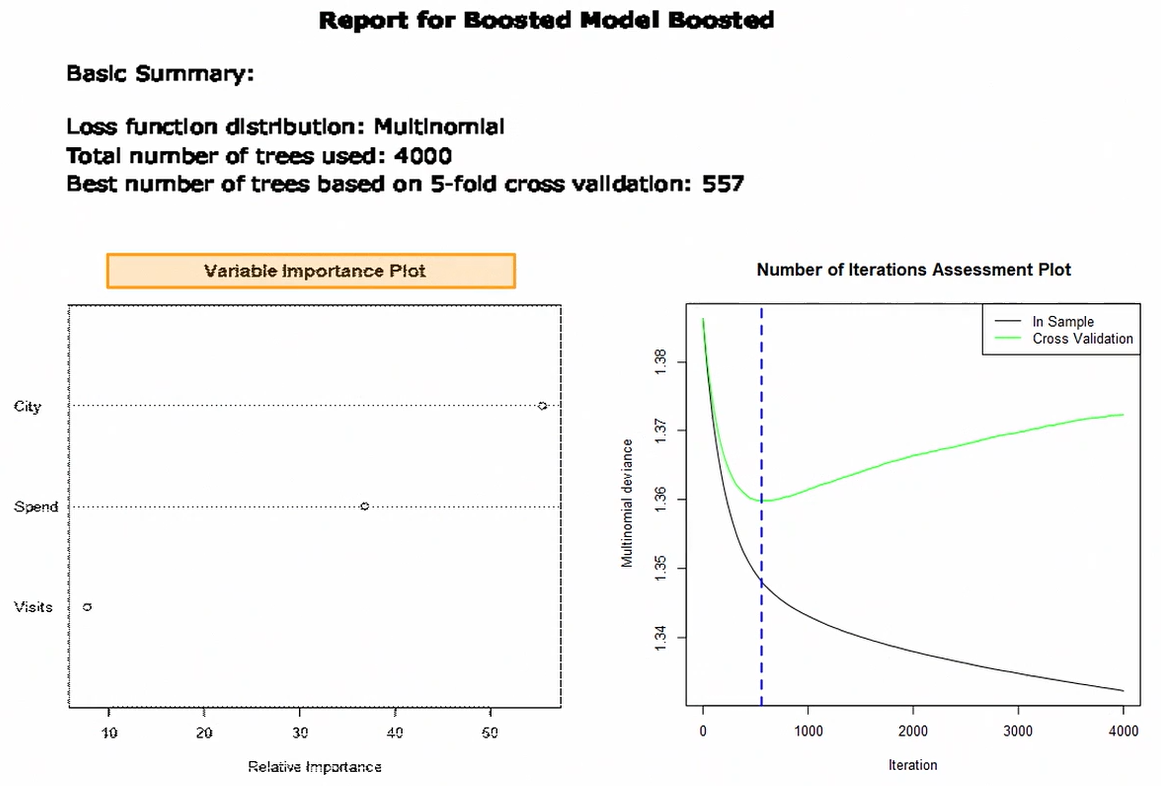 Report for Boosted Model Boosted
Basic Summary:
Loss function distribution: Multinomial
Total number of trees used: 4000
Best number of trees based on 5-fold cross validation: 557
Variable Importance Plot
City
Spend
Visits
10 20 30 40 50
Relative Importance
Number of Iterations Assessment Plot
In Sample
Cross Validation
1.38
1.37
1.36
1.35
1.34
Multinomial deviance
0 1000 2000 3000 4000
Iteration